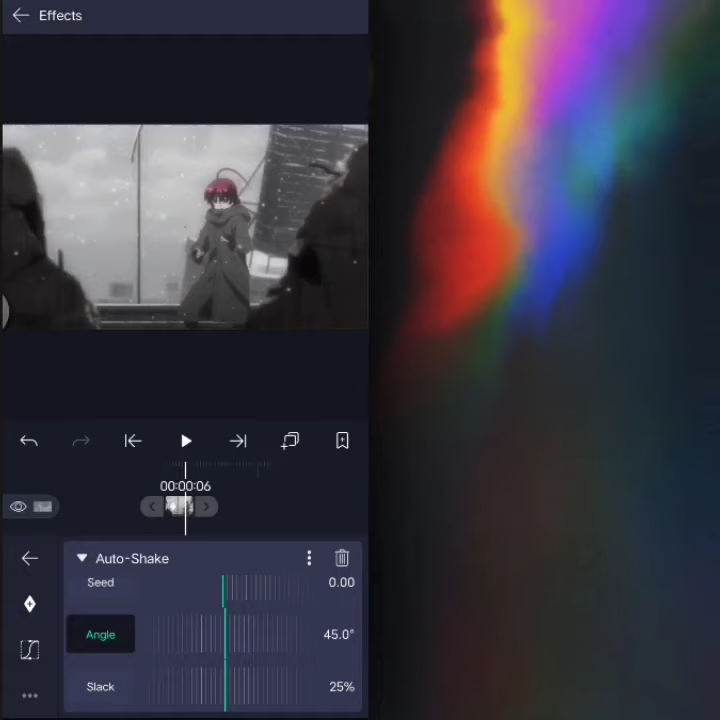 Effects
00:00:06
Auto-Shake
Seed 0.00
Angle 45.0°
Slack 25%